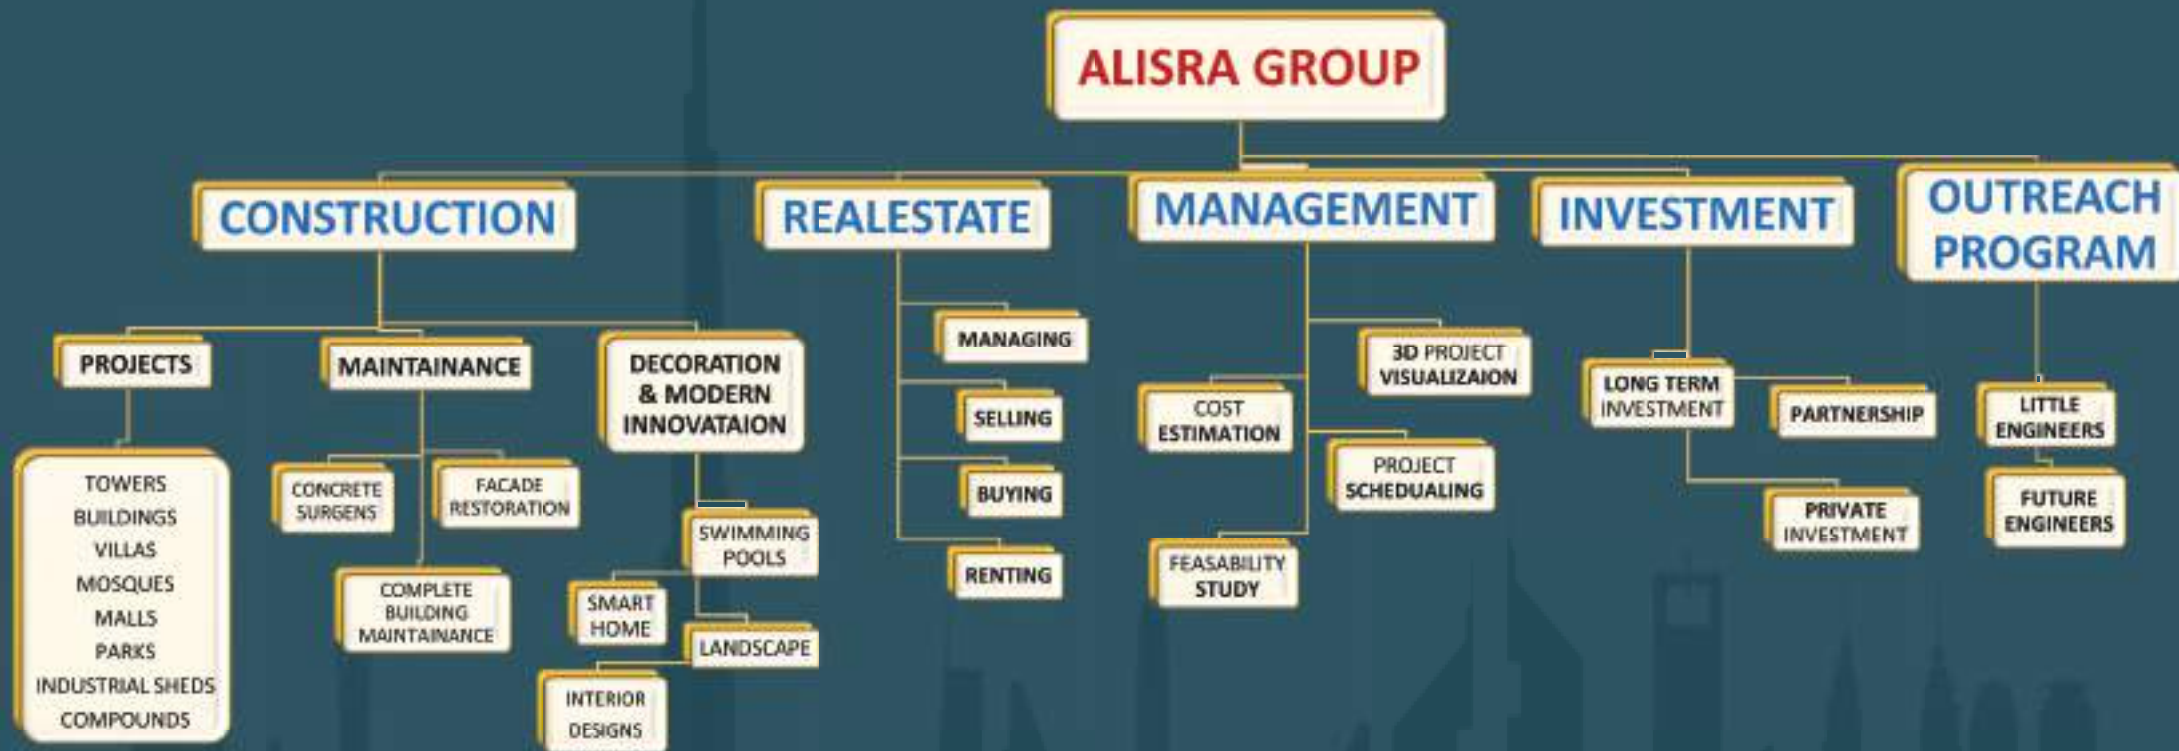 ALISRA GROUP
CONSTRUCTION
REALESTATE
MANAGEMENT
INVESTMENT
OUTREACH
PROGRAM
PROJECTS
TOWERS
BUILDINGS
VILLAS
MOSQUES
MALLS
PARKS
INDUSTRIAL SHEDS
COMPOUNDS
MAINTAINANCE
CONCRETE
SURGENS
FACADE
RESTORATION
COMPLETE
BUILDING
MAINTAINANCE
DECORATION
& MODERN
INNOVATAION
SWIMMING
POOLS
SMART
HOME
LANDSCAPE
INTERIOR
DESIGNS
MANAGING
SELLING
BUYING
RENTING
3D PROJECT
VISUALIZAION
COST
ESTIMATION
PROJECT
SCHEDUALING
FEASABILITY
STUDY
LONG TERM
INVESTMENT
PARTNERSHIP
PRIVATE
INVESTMENT
LITTLE
ENGINEERS
FUTURE
ENGINEERS